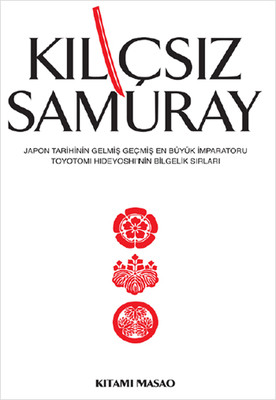 KILIÇSIZ
SAMURAY
JAPON TARİHİNİN GELMİŞ GEÇMİŞ EN BÜYÜK İMPARATORU
TOYOTOMI HIDEYOSHI'NİN BİLGELİK SIRLARI
KITAMI MASAO